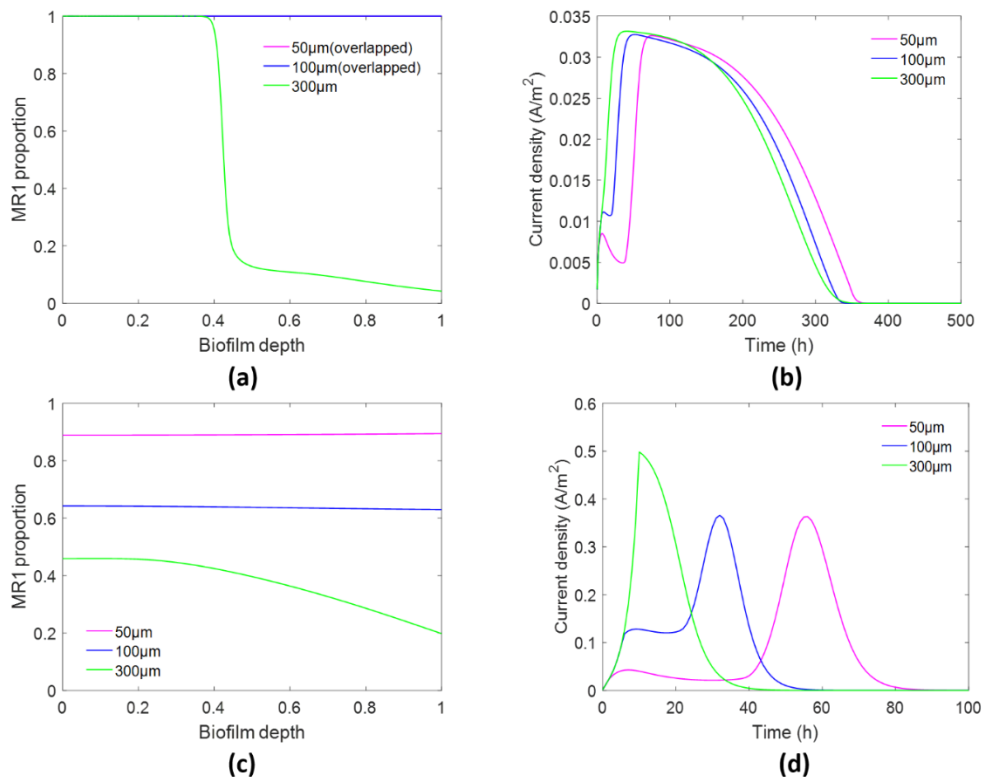 1
0.8
0.6
0.4
0.2
0
MR1 proportion
50μm(overlapped)
100μm(overlapped)
300μm
0 0.2 0.4 0.6 0.8 1
Biofilm depth
(a)
0.035
0.03
0.025
0.02
0.015
0.01
0.005
0
Current density (A/m²)
50μm
100μm
300μm
0 100 200 300 400 500
Time (h)
(b)
1
0.8
0.6
0.4
0.2
0
MR1 proportion
50μm
100μm
300μm
0 0.2 0.4 0.6 0.8 1
Biofilm depth
(c)
0.6
0.5
0.4
0.3
0.2
0.1
0
Current density (A/m²)
50μm
100μm
300μm
0 20 40 60 80 100
Time (h)
(d)